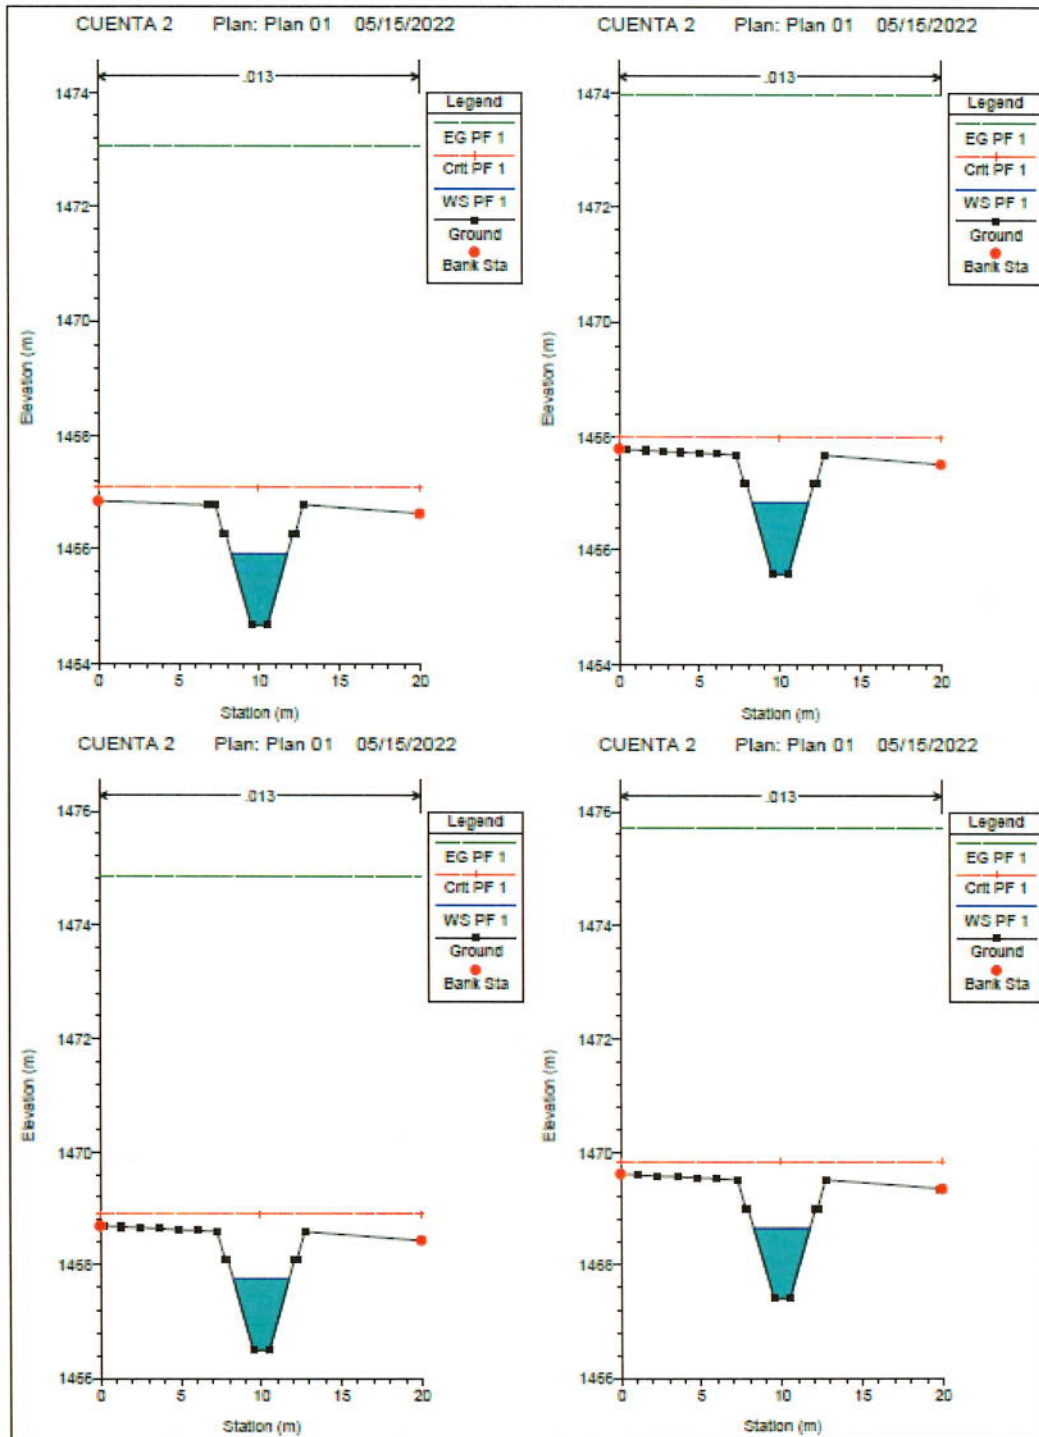 CUENTA 2 Plan: Plan 01 05/15/2022
.013
Legend
EG PF 1
Crit PF 1
WS PF 1
Ground
Bank Sta
Elevation (m)
1474
1472
1470
1468
1466
1464
0 5 10 15 20
Station (m)
CUENTA 2 Plan: Plan 01 05/15/2022
.013
Legend
EG PF 1
Crit PF 1
WS PF 1
Ground
Bank Sta
Elevation (m)
1474
1472
1470
1468
1466
1464
0 5 10 15 20
Station (m)
CUENTA 2 Plan: Plan 01 05/15/2022
.013
Legend
EG PF 1
Crit PF 1
WS PF 1
Ground
Bank Sta
Elevation (m)
1476
1474
1472
1470
1468
1466
0 5 10 15 20
Station (m)
CUENTA 2 Plan: Plan 01 05/15/2022
.013
Legend
EG PF 1
Crit PF 1
WS PF 1
Ground
Bank Sta
Elevation (m)
1476
1474
1472
1470
1468
1466
0 5 10 15 20
Station (m)